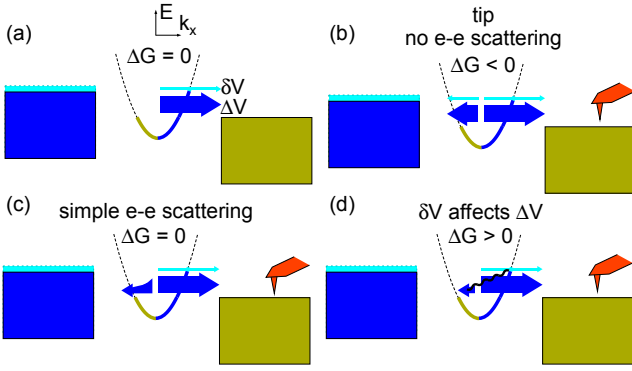 (a)
E
k_x
ΔG = 0
δV
ΔV
(b)
tip
no e-e scattering
ΔG < 0
(c)
simple e-e scattering
ΔG = 0
(d)
δV affects ΔV
ΔG > 0